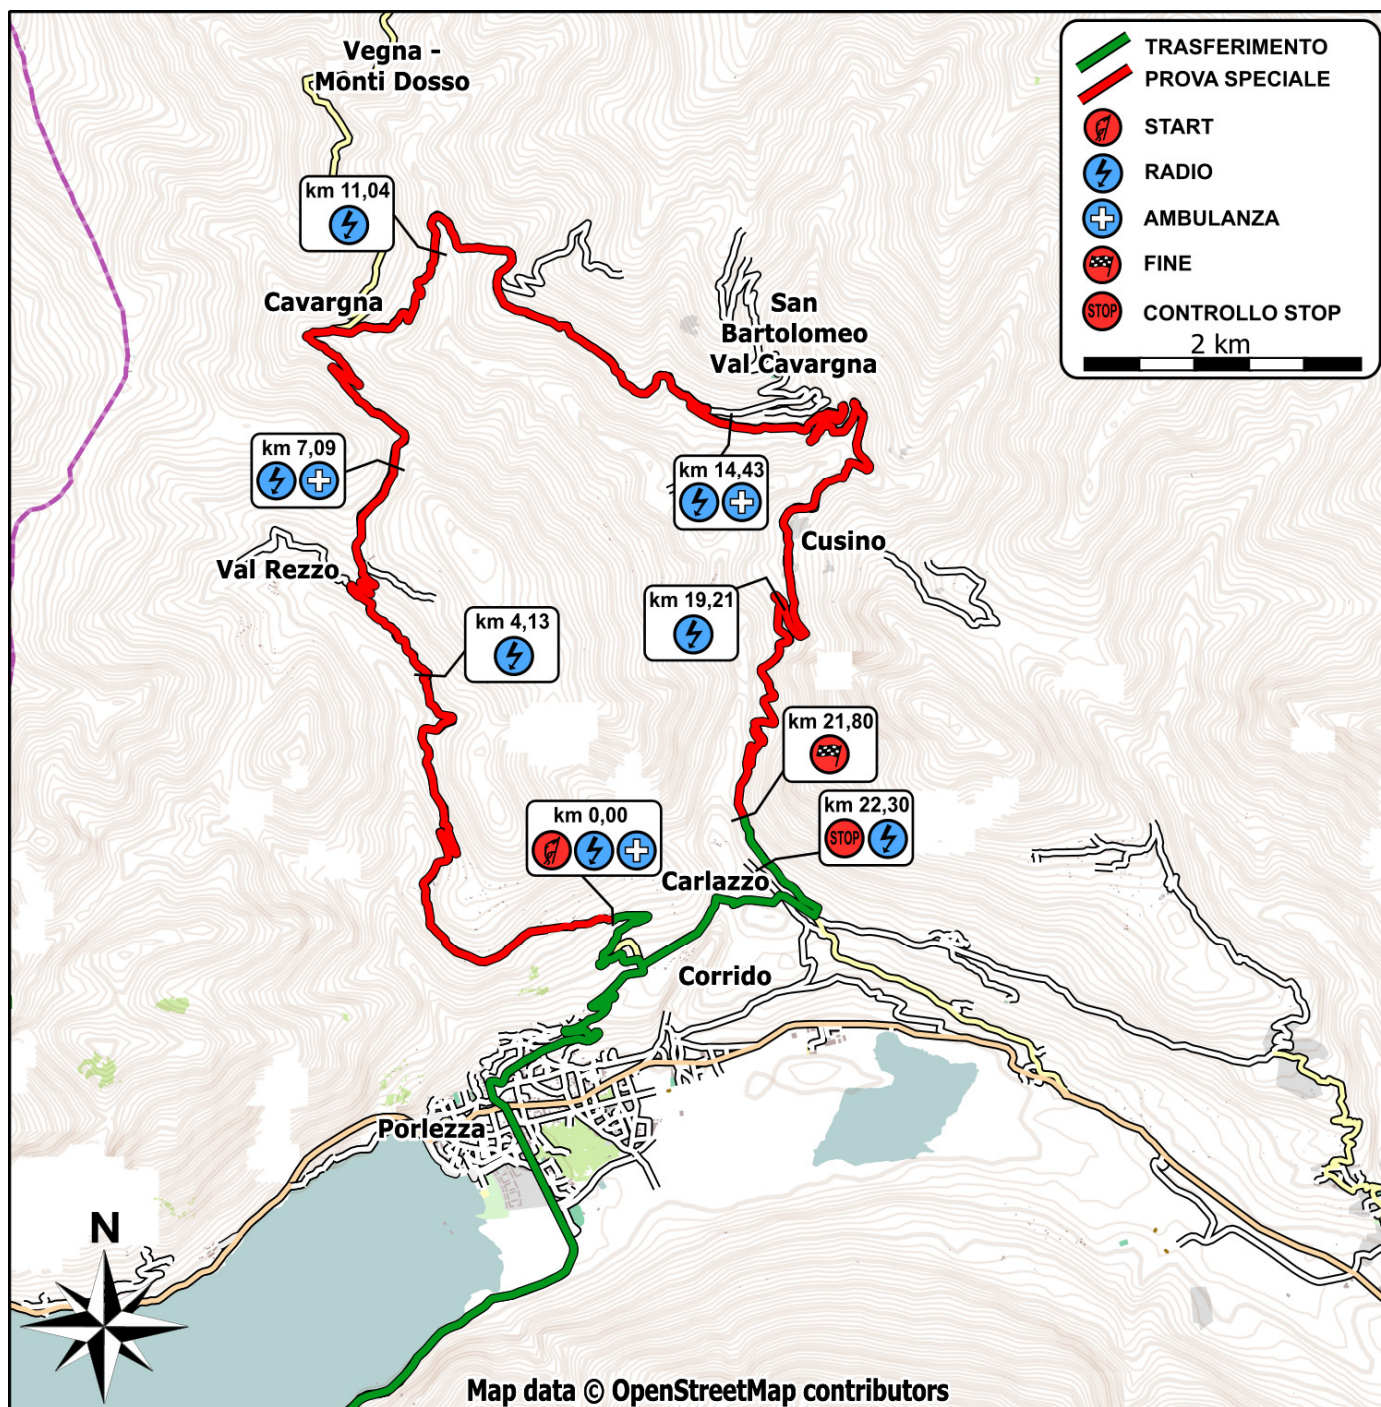 Vegna -
Monti Dosso
TRASFERIMENTO
PROVA SPECIALE
START
RADIO
AMBULANZA
FINE
STOP
CONTROLLO STOP
2 km
km 11,04
Cavargna
San
Bartolomeo
Val Cavargna
km 7,09
km 14,43
Cusino
Val Rezzo
km 19,21
km 4,13
km 21,80
km 0,00
km 22,30
STOP
Carlazzo
Corrido
Porlezza
N
Map data © OpenStreetMap contributors